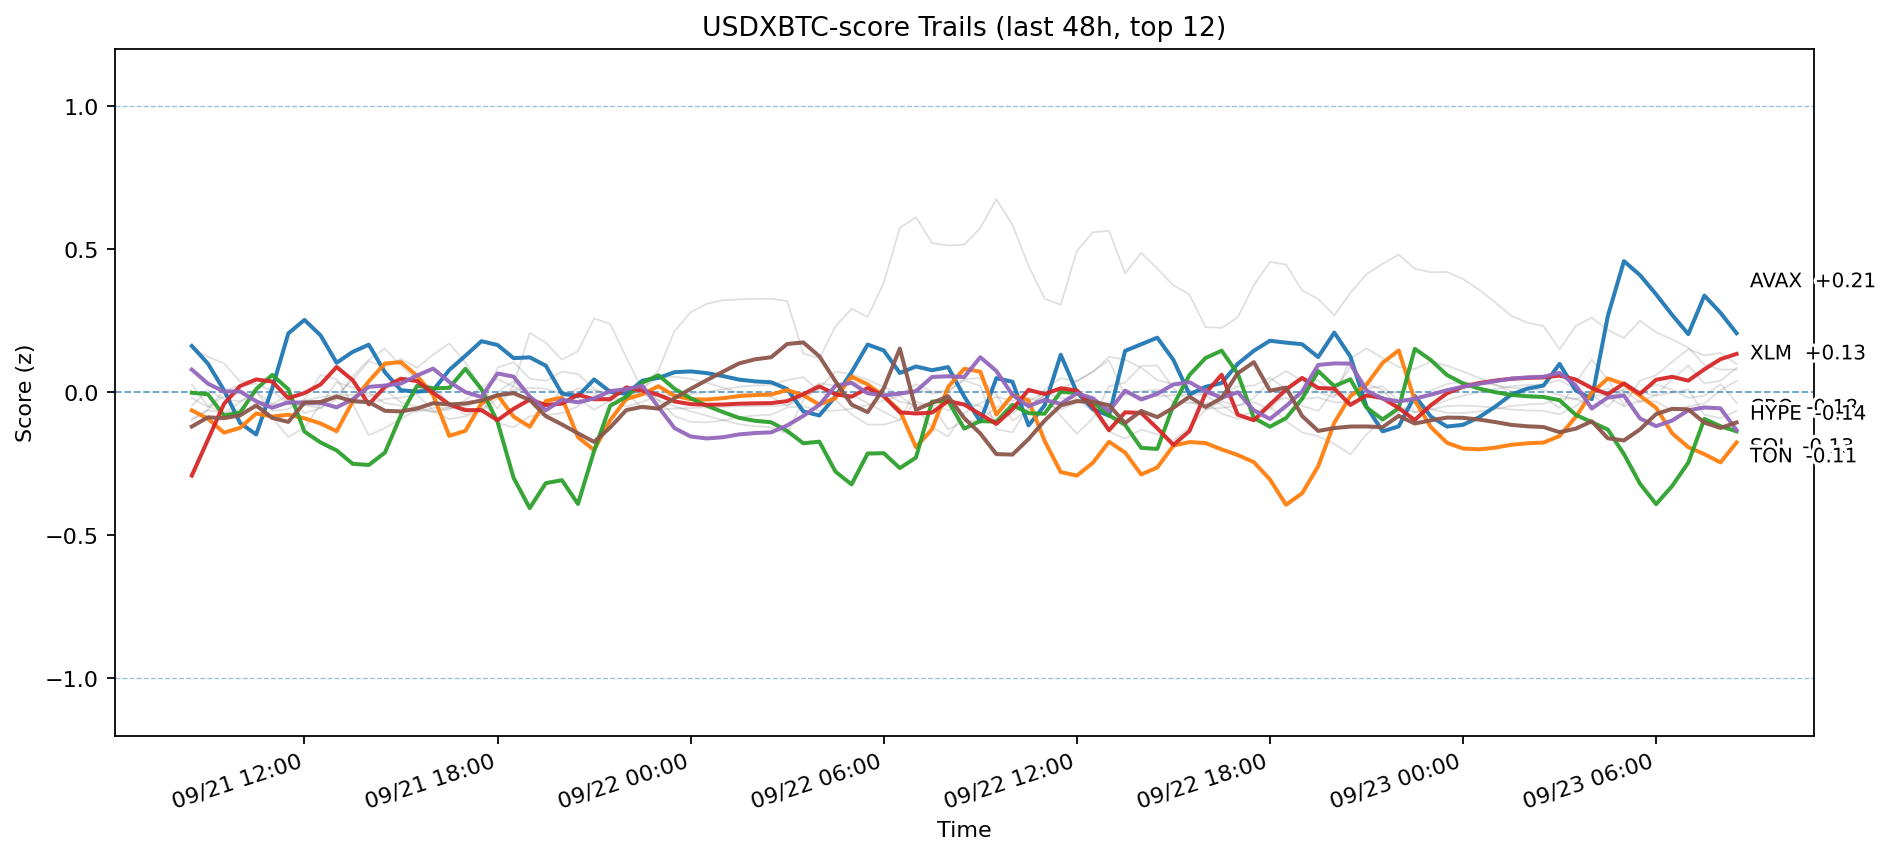 USDXBTC-score Trails (last 48h, top 12)
Score (z)
1.0
0.5
0.0
−0.5
−1.0
AVAX +0.21
XLM +0.13
HYPE -0.14
SOL -0.13
TON -0.11
09/21 12:00
09/21 18:00
09/22 00:00
09/22 06:00
09/22 12:00
09/22 18:00
09/23 00:00
09/23 06:00
Time